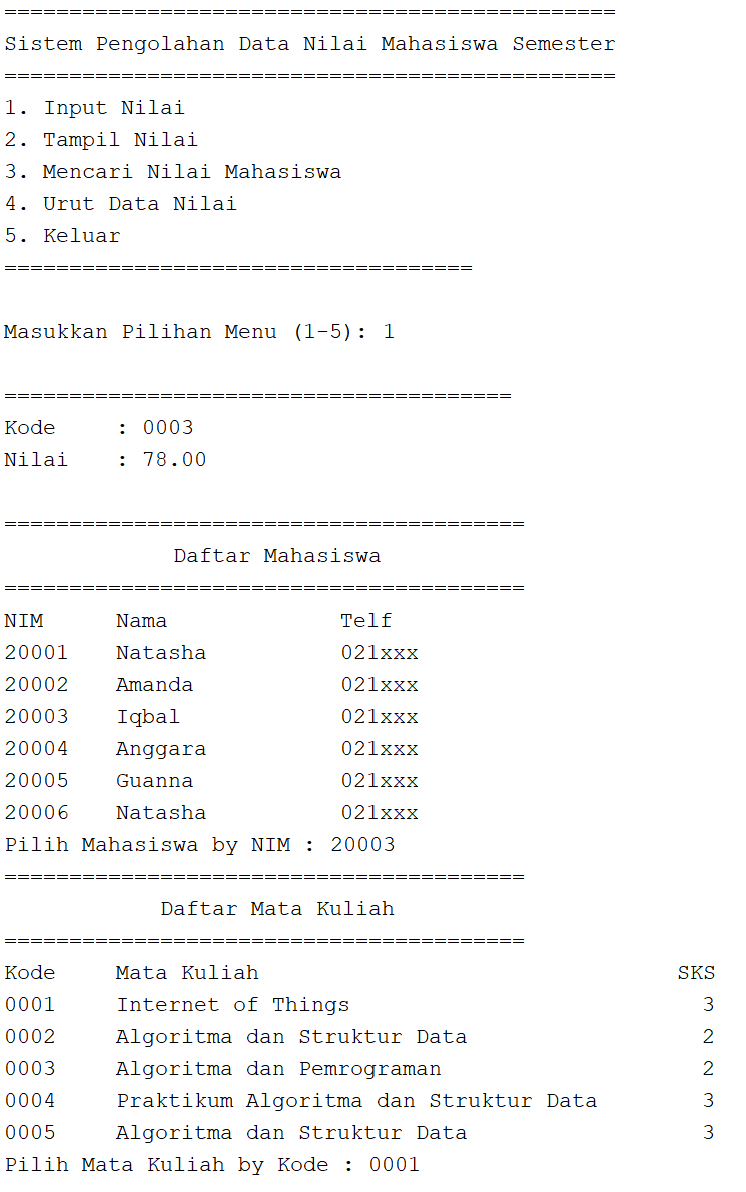 ===============================================
Sistem Pengolahan Data Nilai Mahasiswa Semester
===============================================
1. Input Nilai
2. Tampil Nilai
3. Mencari Nilai Mahasiswa
4. Urut Data Nilai
5. Keluar
====================================
Masukkan Pilihan Menu (1-5): 1
=======================================
Kode : 0003
Nilai : 78.00
========================================
Daftar Mahasiswa
========================================
NIM Nama Telf
20001 Natasha 021xxx
20002 Amanda 021xxx
20003 Iqbal 021xxx
20004 Anggara 021xxx
20005 Guanna 021xxx
20006 Natasha 021xxx
Pilih Mahasiswa by NIM : 20003
========================================
Daftar Mata Kuliah
========================================
Kode Mata Kuliah SKS
0001 Internet of Things 3
0002 Algoritma dan Struktur Data 2
0003 Algoritma dan Pemrograman 2
0004 Praktikum Algoritma dan Struktur Data 3
0005 Algoritma dan Struktur Data 3
Pilih Mata Kuliah by Kode : 0001